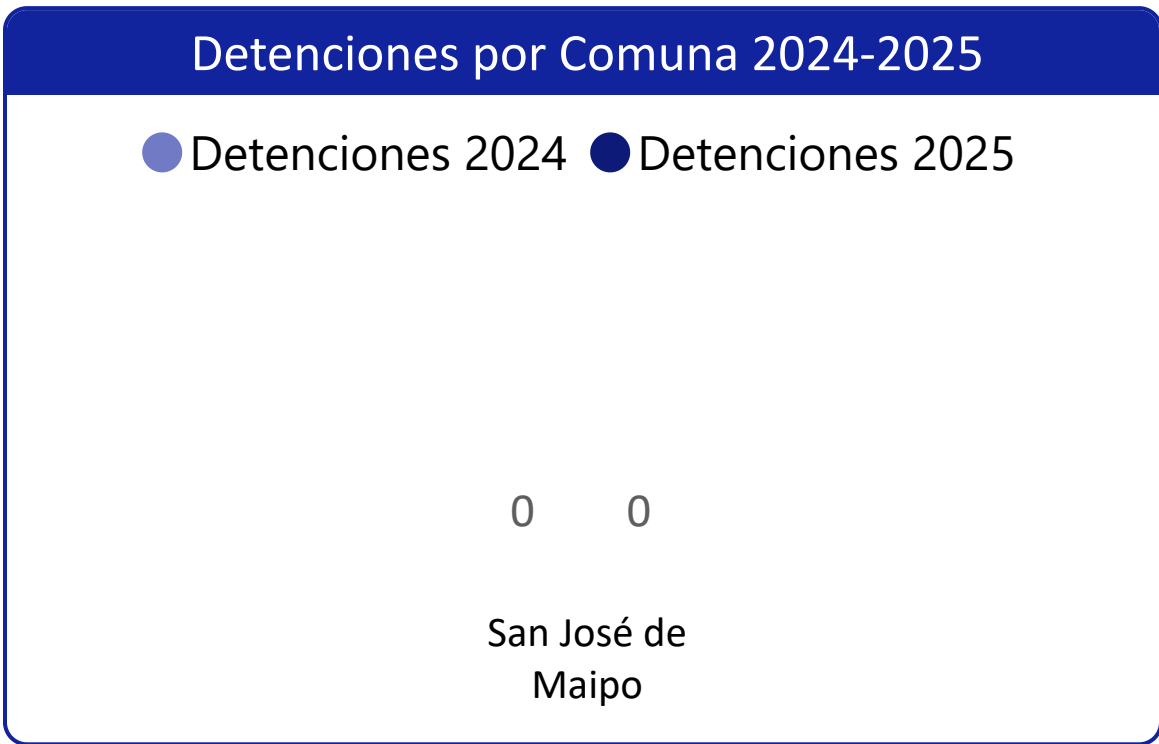 Detenciones por Comuna 2024-2025
Detenciones 2024 Detenciones 2025
0 0
San José de
Maipo